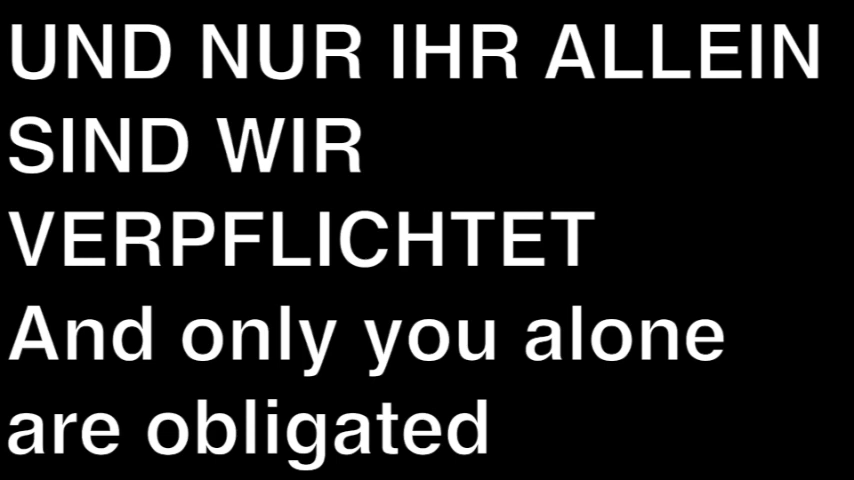 UND NUR IHR ALLEIN
SIND WIR
VERPFLICHTET
And only you alone
are obligated